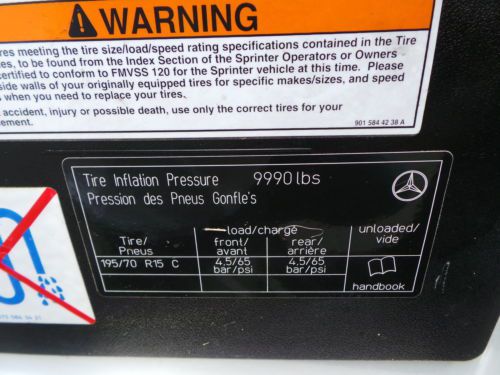 WARNING
res meeting the tire size/load/speed rating specifications contained in the Tire
es, to be found from the Index Section of the Sprinter Operators or Owners
certified to conform to FMVSS 120 for the Sprinter vehicle at this time. Please
side walls of your originally equipped tires for specific makes/sizes, and speed
s when you need to replace your tires.
accident, injury or possible death, use only the correct tires for your
ement.
901 584 42 38 A
Tire Inflation Pressure 9990 lbs
Pression des Pneus Gonfle's
load/chargé
unloaded/
vide
Tire/
Pneus
front/
avant
rear/
arrière
195/70 R15 C
4,5/65
bar/psi
4,5/65
bar/psi
handbook